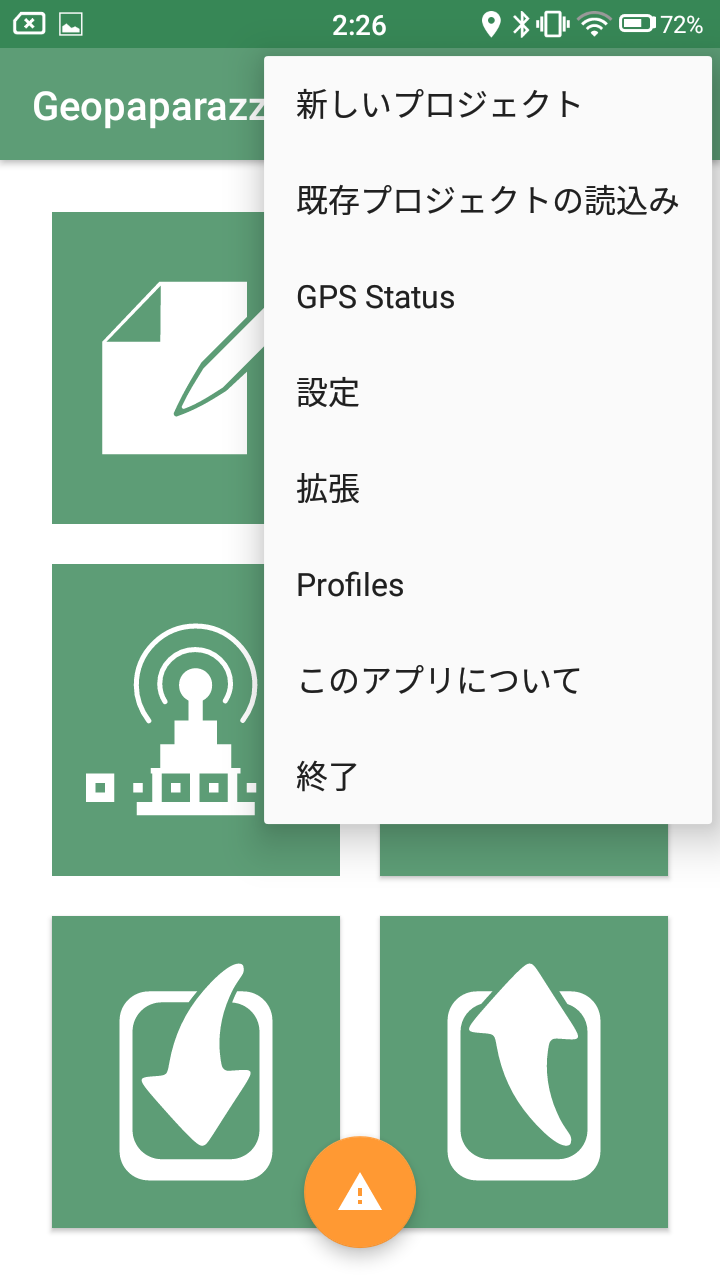 2:26
72%
Geopaparazz
新しいプロジェクト
既存プロジェクトの読込み
GPS Status
設定
拡張
Profiles
このアプリについて
終了